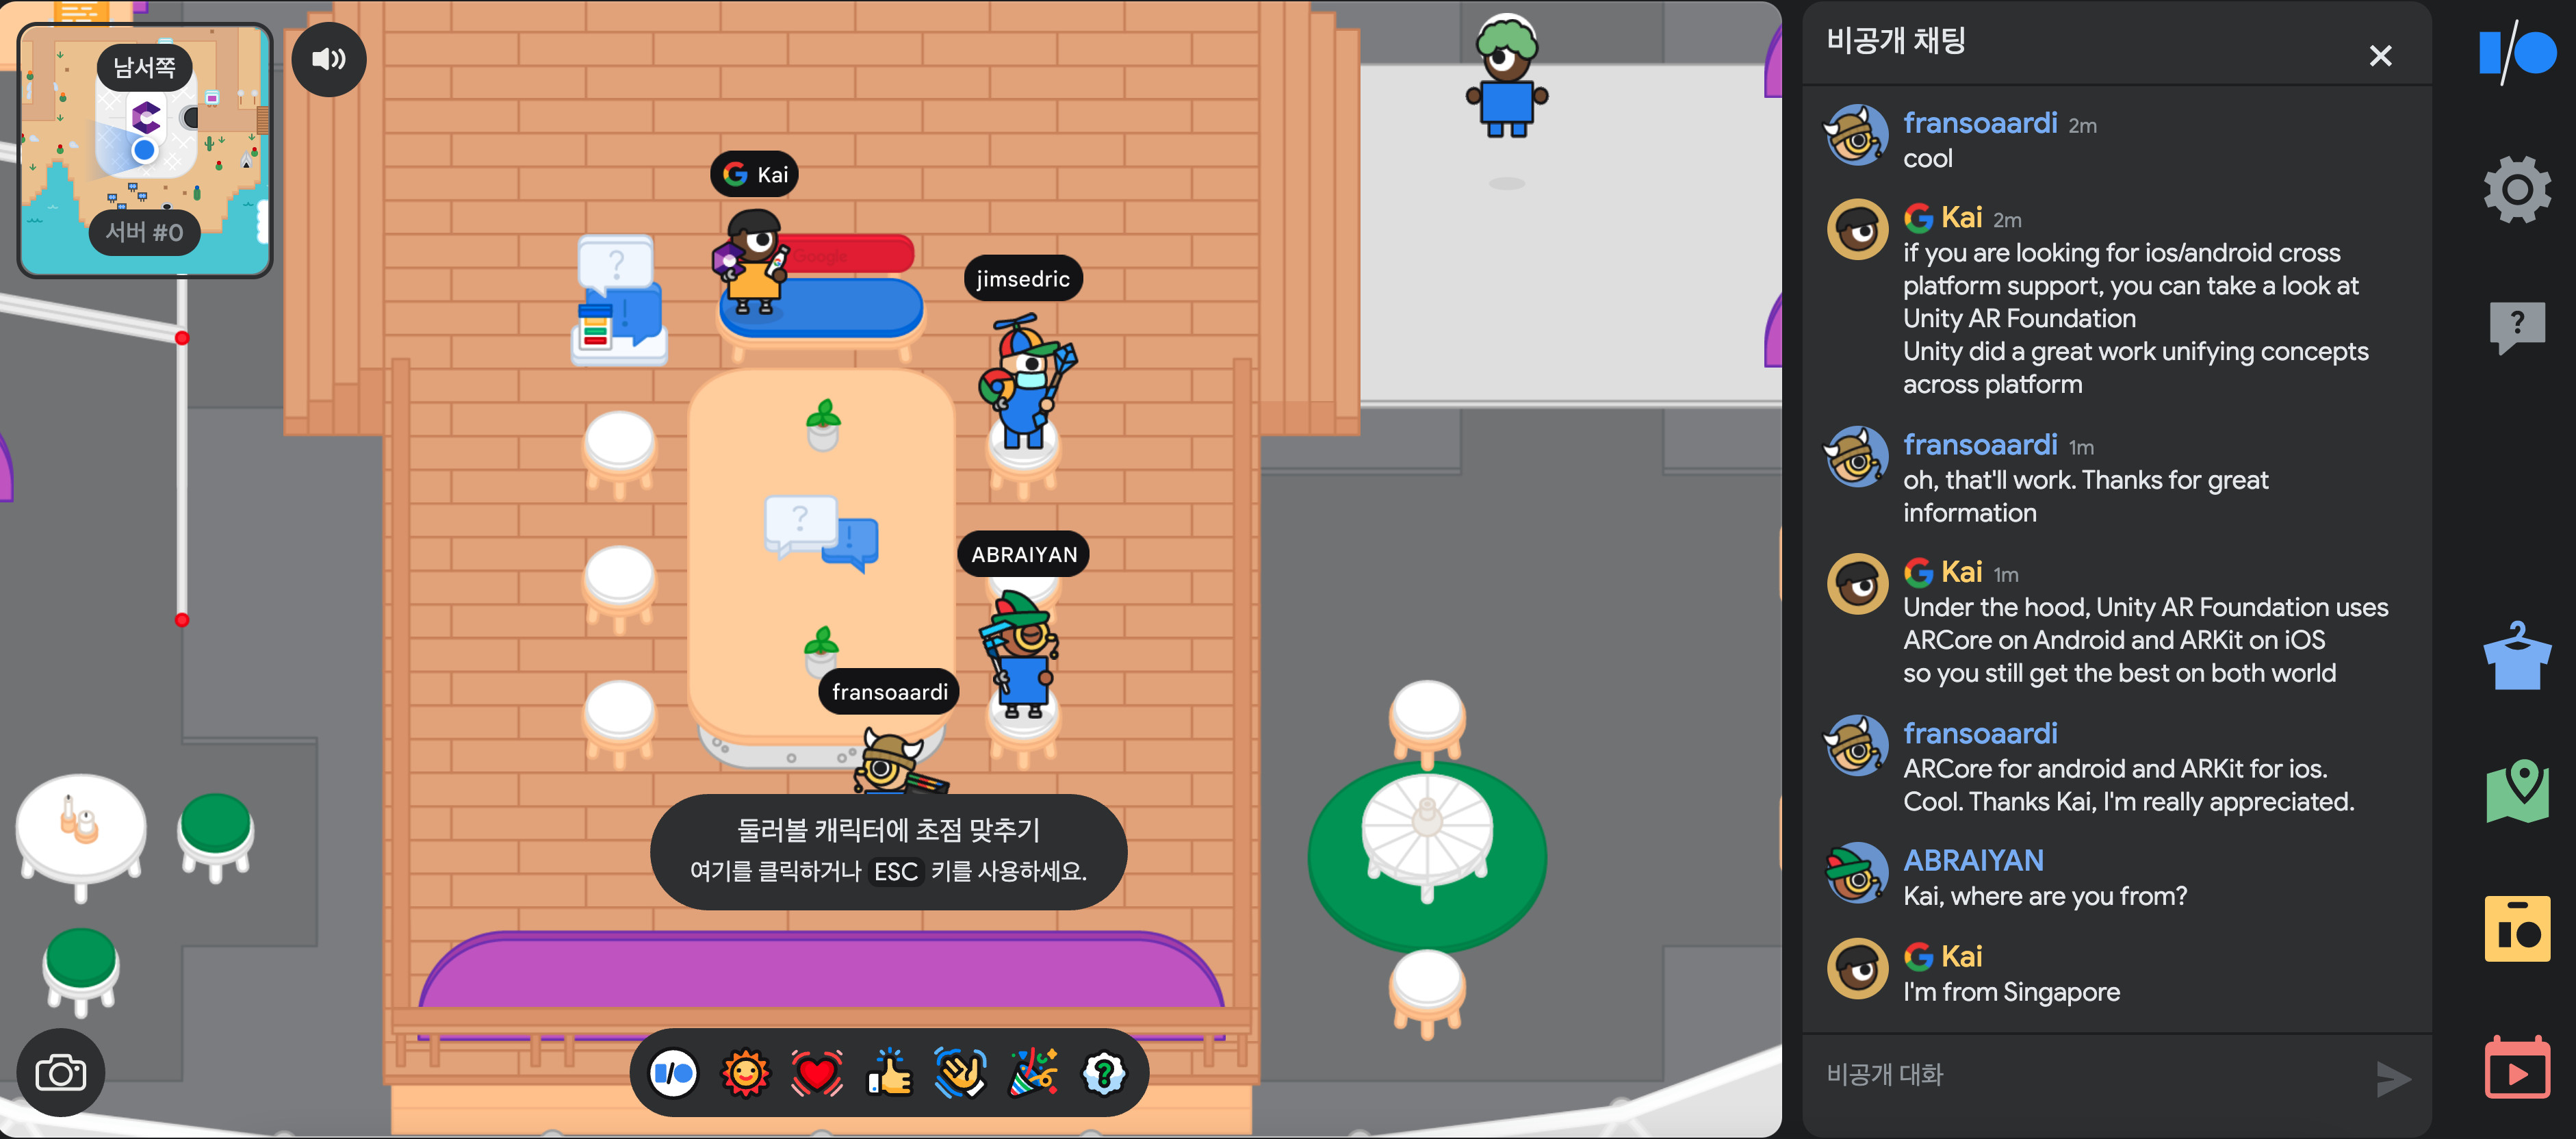 남서쪽
서버 #0
Kai
Google
jimsedric
ABRAIYAN
fransoaardi
둘러볼 캐릭터에 초점 맞추기
여기를 클릭하거나 ESC 키를 사용하세요.
I/O
비공개 채팅
fransoaardi 2m
cool
Kai 2m
if you are looking for ios/android cross
platform support, you can take a look at
Unity AR Foundation
Unity did a great work unifying concepts
across platform
fransoaardi 1m
oh, that'll work. Thanks for great
information
Kai 1m
Under the hood, Unity AR Foundation uses
ARCore on Android and ARKit on iOS
so you still get the best on both world
fransoaardi
ARCore for android and ARKit for ios.
Cool. Thanks Kai, I'm really appreciated.
ABRAIYAN
Kai, where are you from?
Kai
I'm from Singapore
비공개 대화
I/O
IO